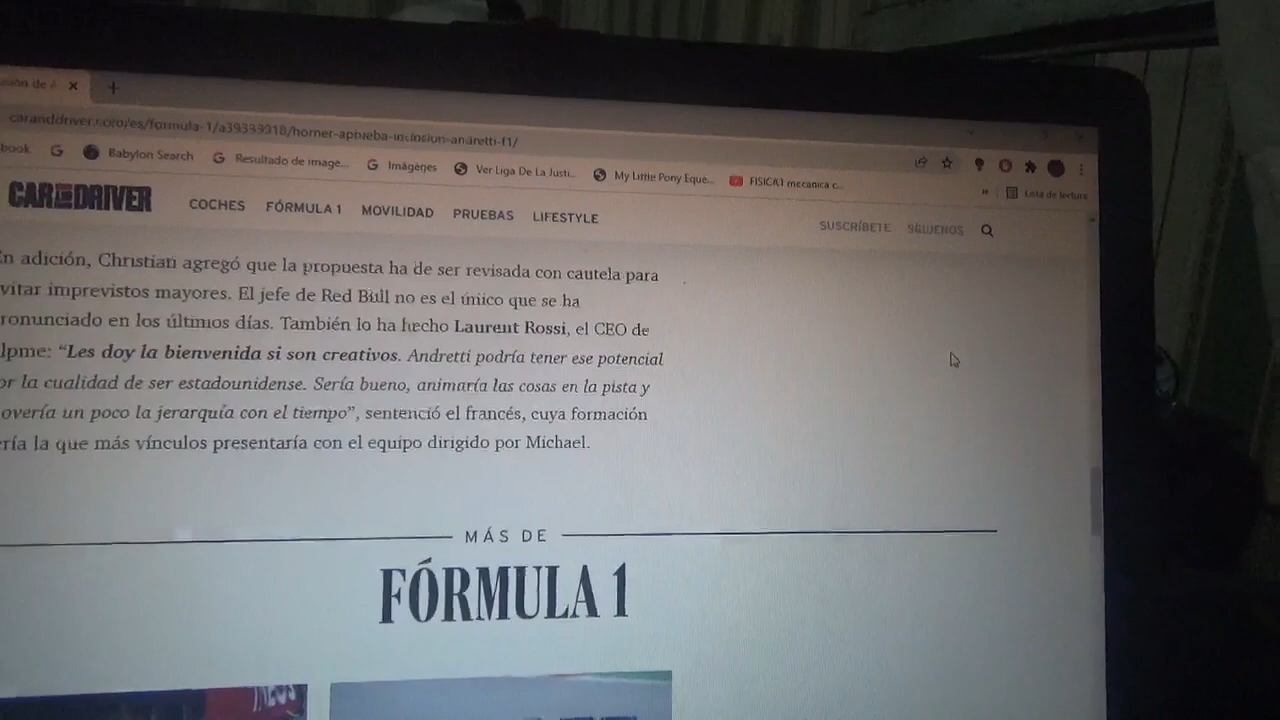 caranddriver.com/es/formula-1/a39339918/horner-aprueba-inclusion-andretti-f1/
book
Babylon Search
Resultado de image...
Imágenes
Ver Liga De La Justi...
My Little Pony Eque...
FISICA1 mecanica c...
Lista de lectura
CAR AND DRIVER
COCHES FÓRMULA 1 MOVILIDAD PRUEBAS LIFESTYLE
SUSCRÍBETE SÍGUENOS
En adición, Christian agregó que la propuesta ha de ser revisada con cautela para
vitar imprevistos mayores. El jefe de Red Bull no es el único que se ha
ronunciado en los últimos días. También lo ha hecho Laurent Rossi, el CEO de
lpine: “Les doy la bienvenida si son creativos. Andretti podría tener ese potencial
or la cualidad de ser estadounidense. Sería bueno, animaría las cosas en la pista y
overía un poco la jerarquía con el tiempo”, sentenció el francés, cuya formación
ería la que más vínculos presentaría con el equipo dirigido por Michael.
MÁS DE
FÓRMULA 1
INEOS